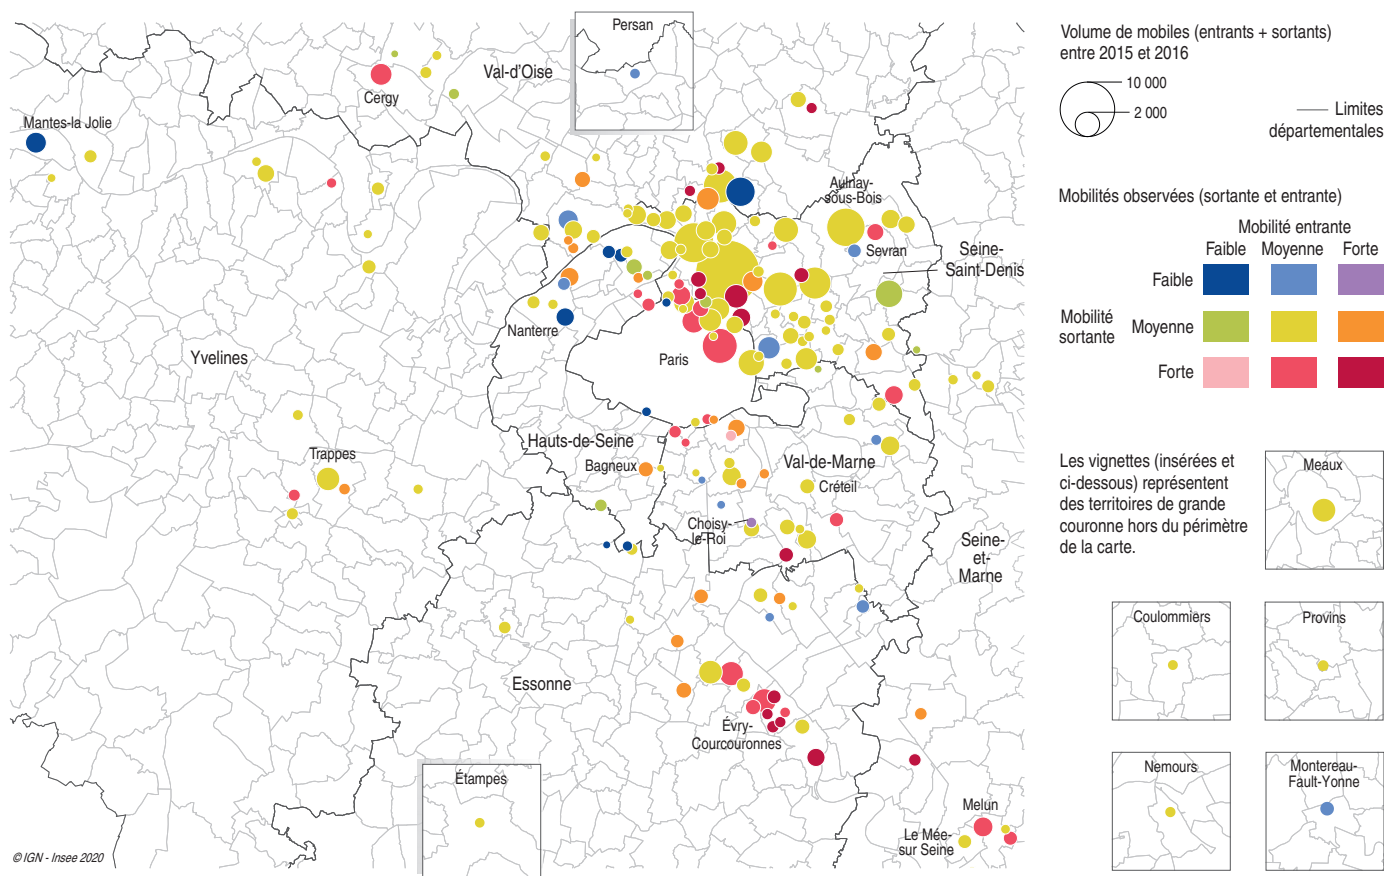 Persan
Val-d'Oise
Cergy
Mantes-la Jolie
Aulnay-
sous-Bois
Sevran
Seine-
Saint-Denis
Nanterre
Paris
Yvelines
Hauts-de-Seine
Bagneux
Val-de-Marne
Créteil
Trappes
Choisy-
le-Roi
Seine-
et-
Marne
Essonne
Évry-
Courcouronnes
Étampes
Melun
Le Mée-
sur Seine
© IGN - Insee 2020
Volume de mobiles (entrants + sortants)
entre 2015 et 2016
10 000
2 000
Limites
départementales
Mobilités observées (sortante et entrante)
Mobilité entrante
Faible Moyenne Forte
Faible
Mobilité
sortante
Moyenne
Forte
Les vignettes (insérées et
ci-dessous) représentent
des territoires de grande
couronne hors du périmètre
de la carte.
Meaux
Coulommiers
Provins
Nemours
Montereau-
Fault-Yonne